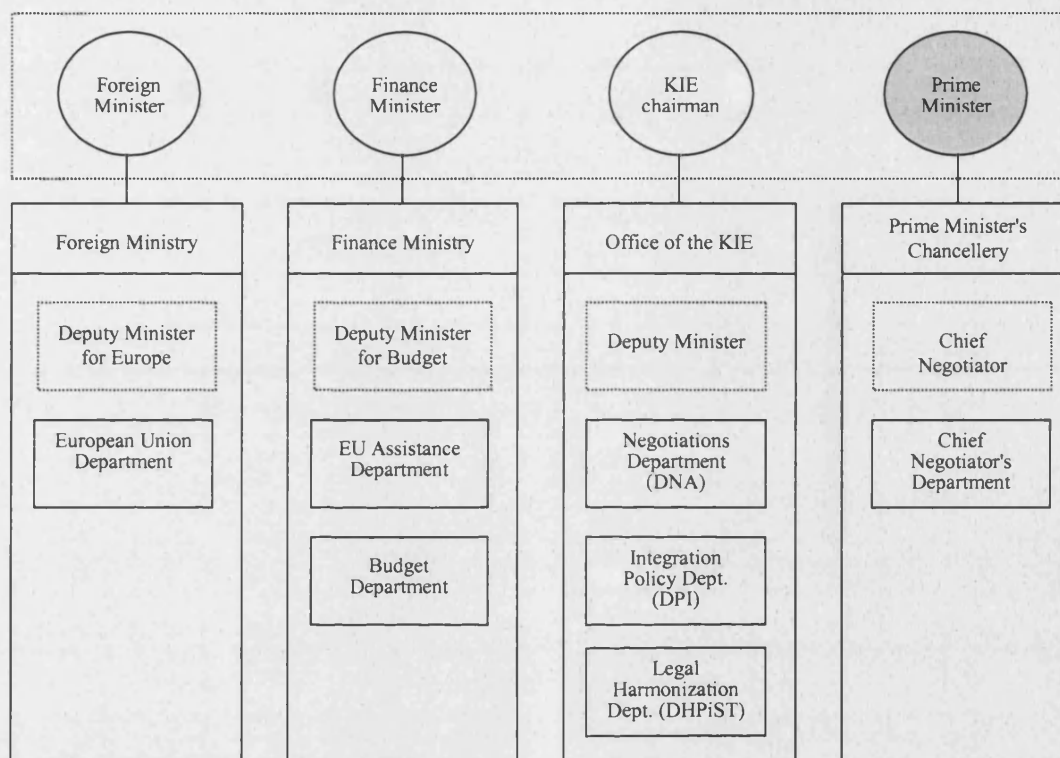 Foreign
Minister
Finance
Minister
KIE
chairman
Prime
Minister
Foreign Ministry
Finance Ministry
Office of the KIE
Prime Minister's
Chancellery
Deputy Minister
for Europe
Deputy Minister
for Budget
Deputy Minister
Chief
Negotiator
European Union
Department
EU Assistance
Department
Negotiations
Department
(DNA)
Chief
Negotiator's
Department
Budget
Department
Integration
Policy Dept.
(DPI)
Legal
Harmonization
Dept. (DHPiST)